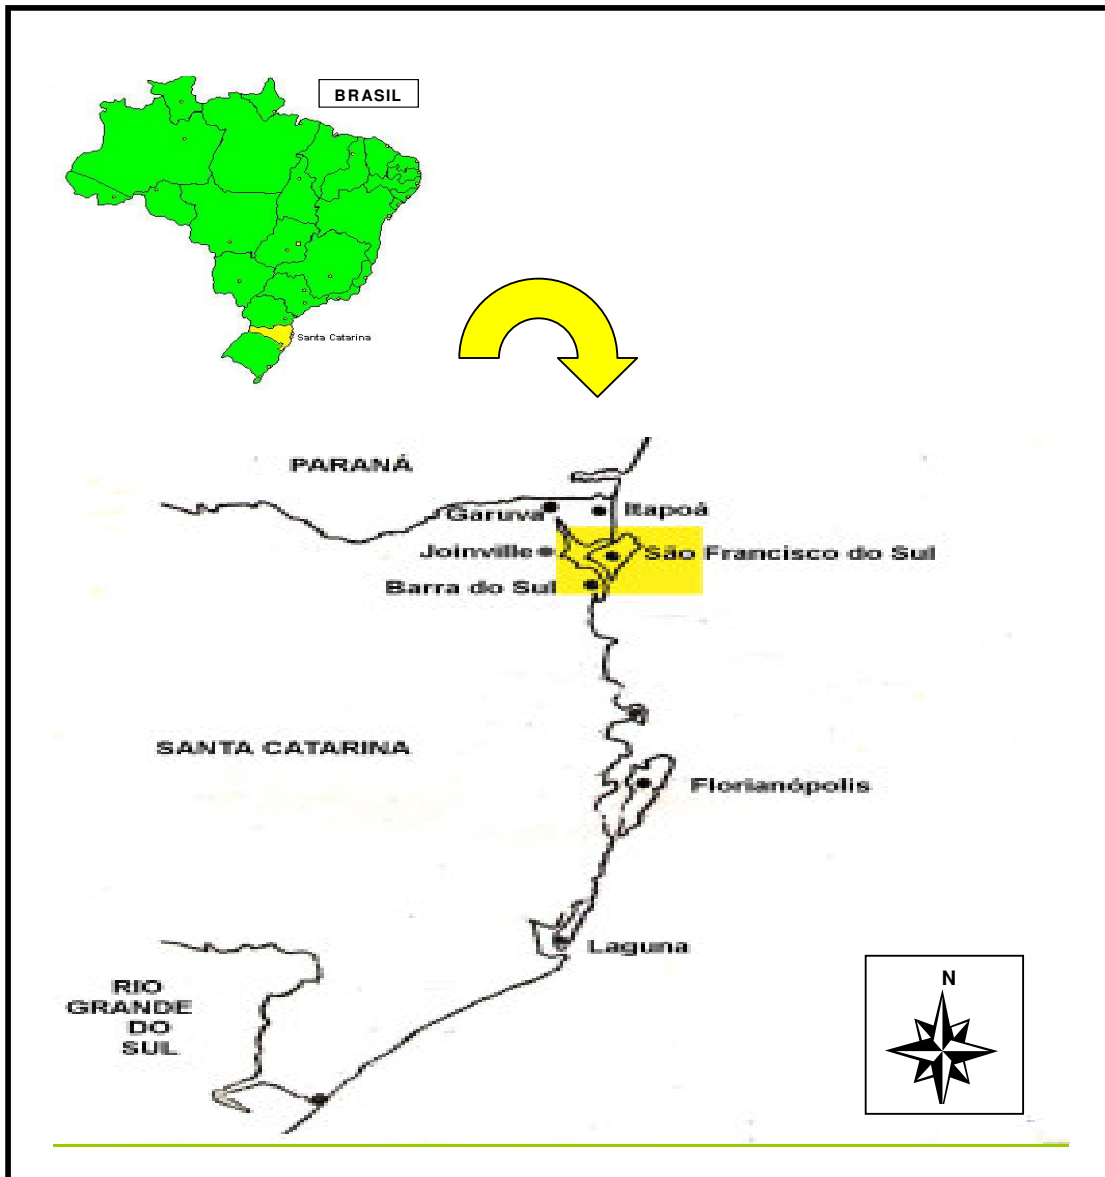 BRASIL
Santa Catarina
PARANÁ
Garuva
Itapoá
Joinville
São Francisco do Sul
Barra do Sul
SANTA CATARINA
Florianópolis
Laguna
RIO
GRANDE
DO
SUL
N